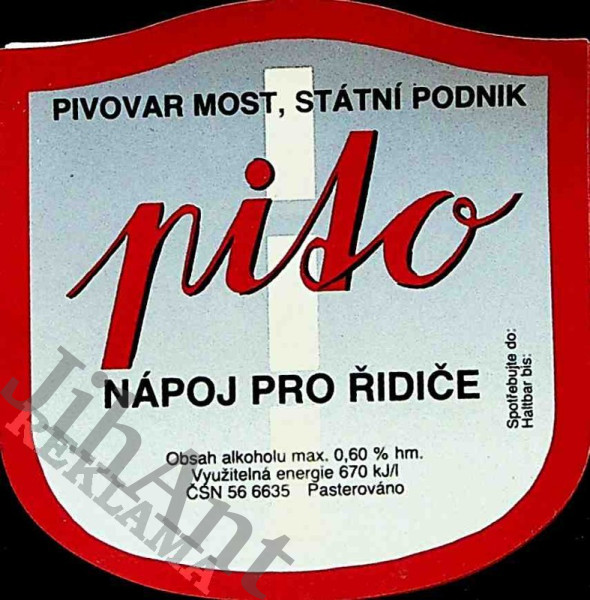 PIVOVAR MOST, STÁTNÍ PODNIK
pito
NÁPOJ PRO ŘIDIČE
Obsah alkoholu max. 0,60 % hm.
Využitelná energie 670 kJ/l
ČSN 56 6635 Pasterováno
Spotřebujte do:
Haltbar bis:
JihAnt
REKLAMA